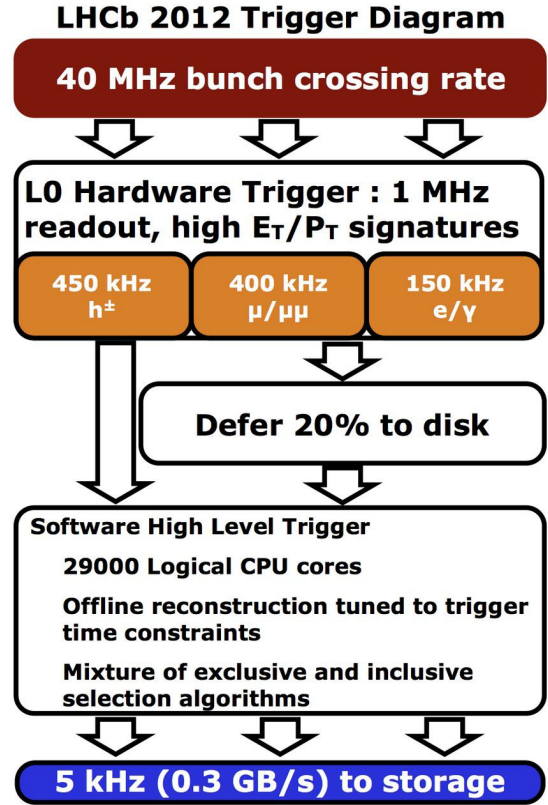 LHCb 2012 Trigger Diagram
40 MHz bunch crossing rate
L0 Hardware Trigger : 1 MHz
readout, high E_T/P_T signatures
450 kHz
h±
400 kHz
μ/μμ
150 kHz
e/γ
Defer 20% to disk
Software High Level Trigger
29000 Logical CPU cores
Offline reconstruction tuned to trigger
time constraints
Mixture of exclusive and inclusive
selection algorithms
5 kHz (0.3 GB/s) to storage